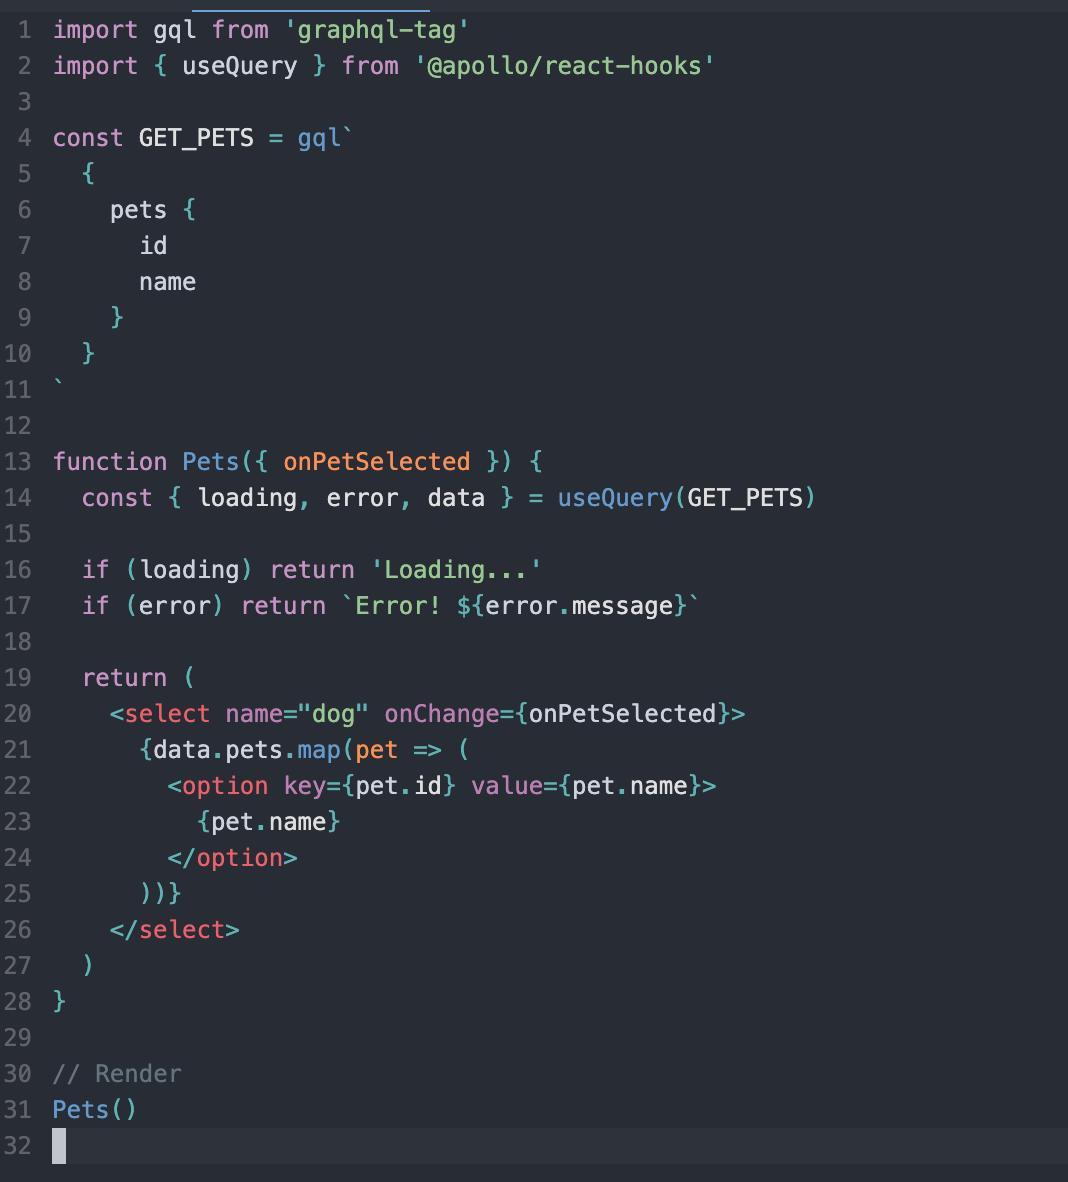 1 import gql from 'graphql-tag'
2 import { useQuery } from '@apollo/react-hooks'
3
4 const GET_PETS = gql`
5   {
6     pets {
7       id
8       name
9     }
10   }
11 `
12
13 function Pets({ onPetSelected }) {
14   const { loading, error, data } = useQuery(GET_PETS)
15
16   if (loading) return 'Loading...'
17   if (error) return `Error! ${error.message}`
18
19   return (
20     <select name="dog" onChange={onPetSelected}>
21       {data.pets.map(pet => (
22         <option key={pet.id} value={pet.name}>
23           {pet.name}
24         </option>
25       ))}
26     </select>
27   )
28 }
29
30 // Render
31 Pets()
32